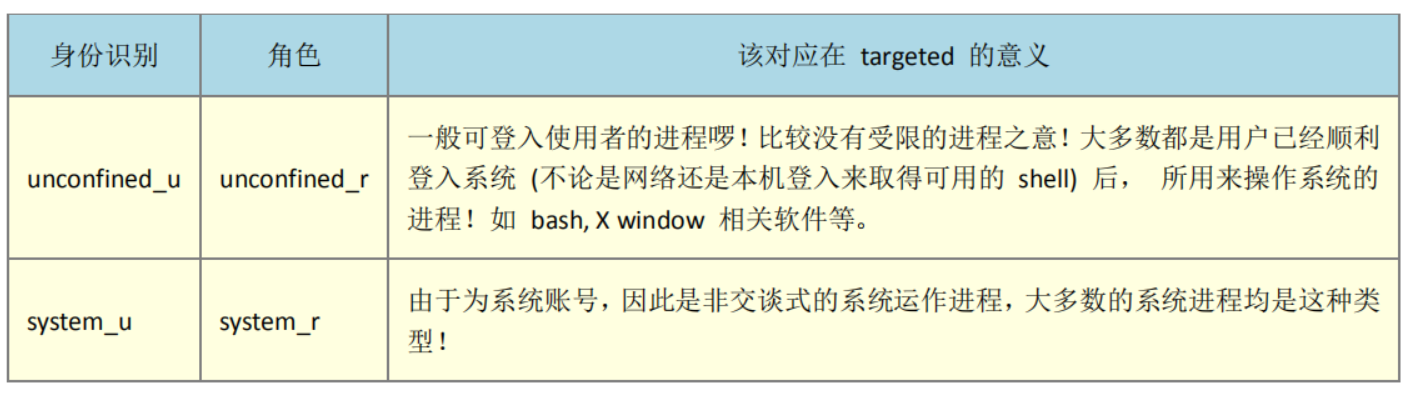 身份识别
角色
该对应在 targeted 的意义
unconfined_u
unconfined_r
一般可登入使用者的进程啰！比较没有受限的进程之意！大多数都是用户已经顺利
登入系统 (不论是网络还是本机登入来取得可用的 shell) 后， 所用来操作系统的
进程！如 bash, X window 相关软件等。
system_u
system_r
由于为系统账号，因此是非交谈式的系统运作进程，大多数的系统进程均是这种类
型！